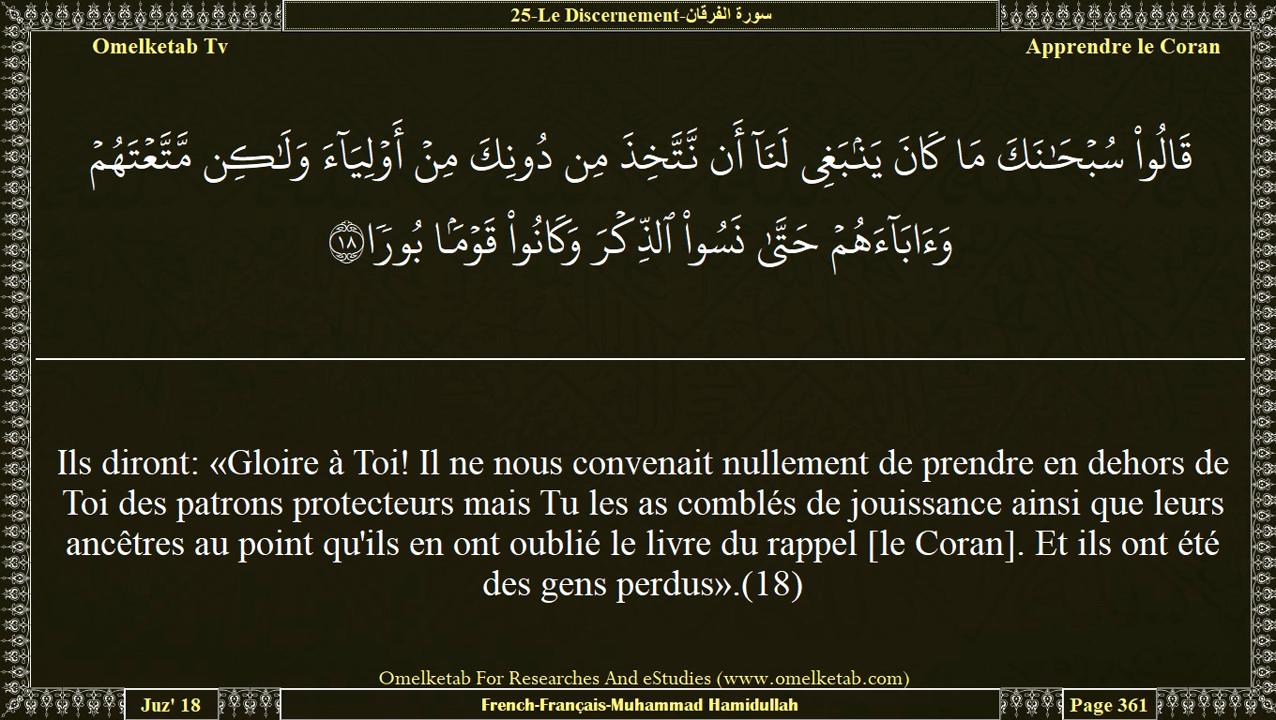 25-Le Discernement-سورة الفرقان
Omelketab Tv
Apprendre le Coran
قَالُوا۟ سُبْحَـٰنَكَ مَا كَانَ يَنۢبَغِى لَنَآ أَن نَّتَّخِذَ مِن دُونِكَ مِنْ أَوْلِيَآءَ وَلَـٰكِن مَّتَّعْتَهُمْ
وَءَابَآءَهُمْ حَتَّىٰ نَسُوا۟ ٱلذِّكْرَ وَكَانُوا۟ قَوْمًۢا بُورًا ١٨
Ils diront: «Gloire à Toi! Il ne nous convenait nullement de prendre en dehors de
Toi des patrons protecteurs mais Tu les as comblés de jouissance ainsi que leurs
ancêtres au point qu'ils en ont oublié le livre du rappel [le Coran]. Et ils ont été
des gens perdus».(18)
Omelketab For Researches And eStudies (www.omelketab.com)
Juz' 18
French-Français-Muhammad Hamidullah
Page 361